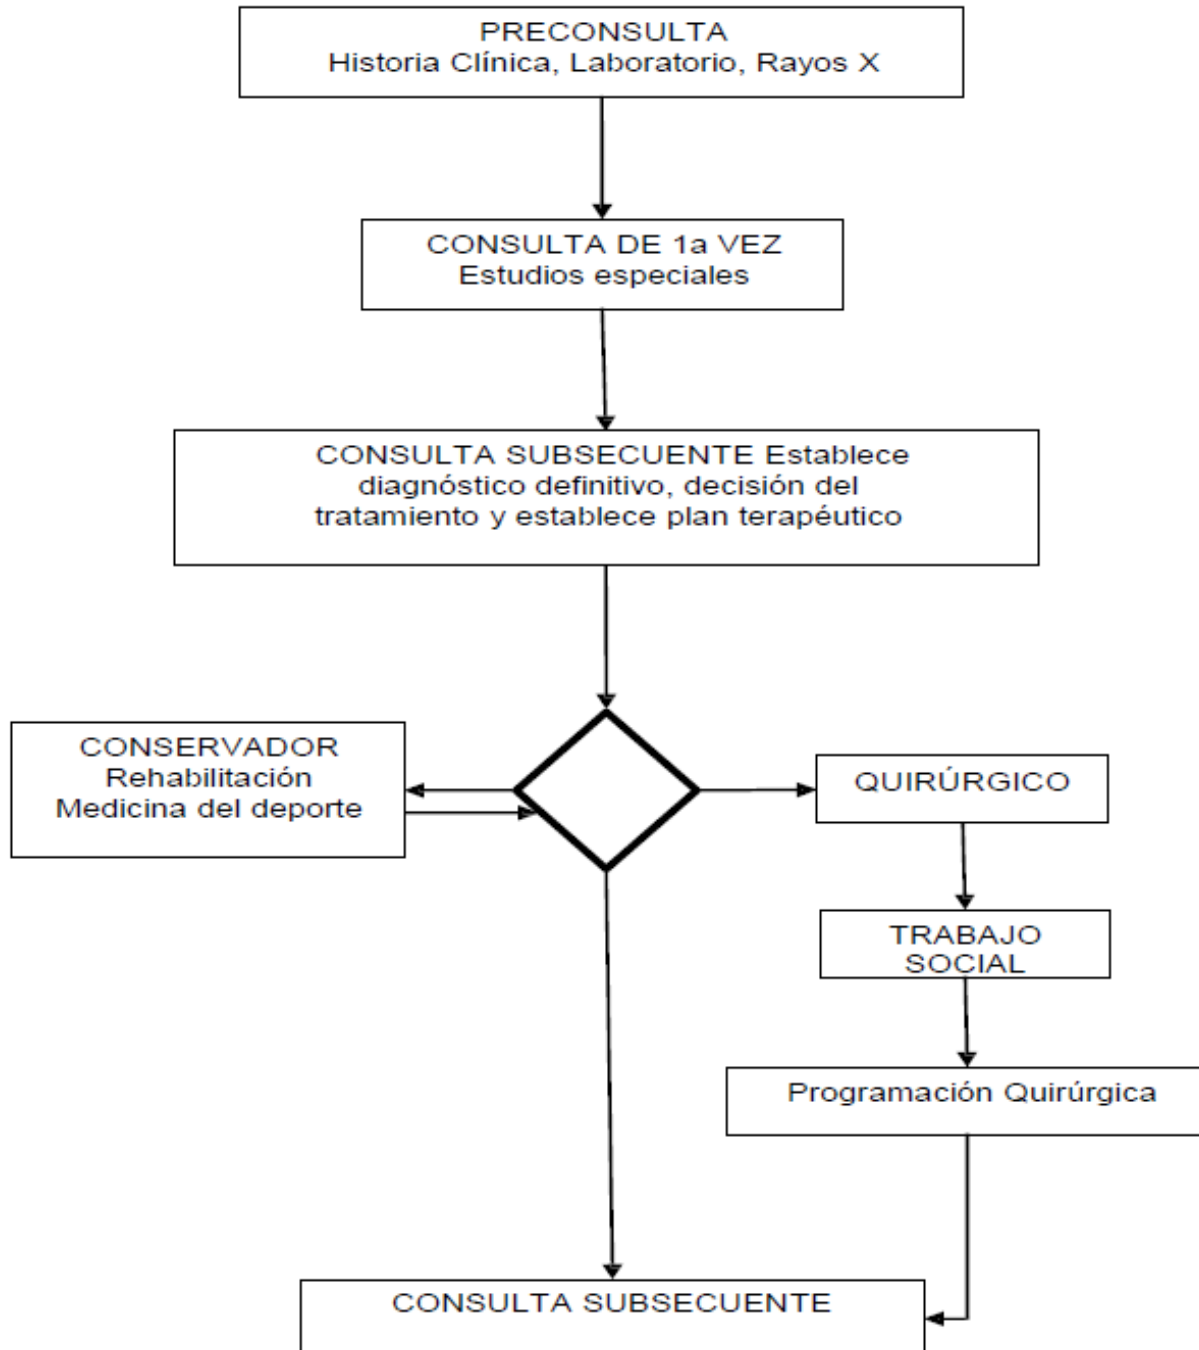 PRECONSULTA
Historia Clínica, Laboratorio, Rayos X
CONSULTA DE 1a VEZ
Estudios especiales
CONSULTA SUBSECUENTE Establece
diagnóstico definitivo, decisión del
tratamiento y establece plan terapéutico
CONSERVADOR
Rehabilitación
Medicina del deporte
QUIRÚRGICO
TRABAJO
SOCIAL
Programación Quirúrgica
CONSULTA SUBSECUENTE